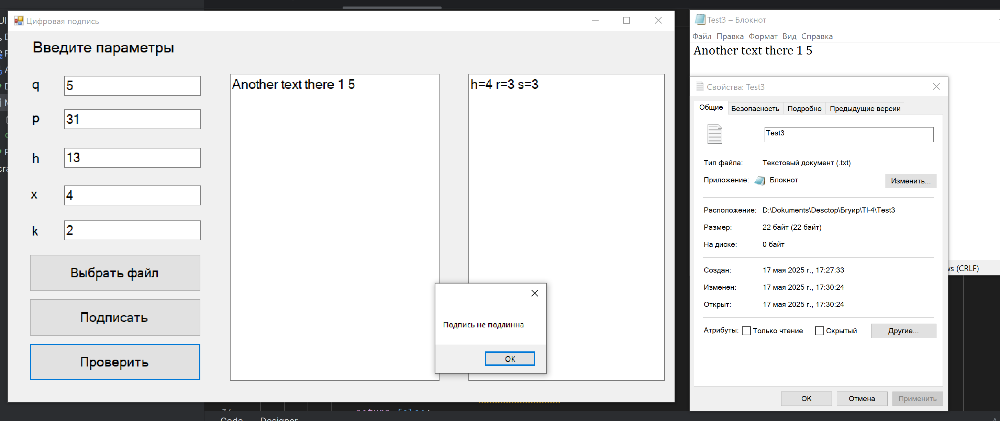 Цифровая подпись
Введите параметры
q
5
p
31
h
13
x
4
k
2
Выбрать файл
Подписать
Проверить
Another text there 1 5
h=4 r=3 s=3
Подпись не подлинна
ОК
Test3 – Блокнот
Файл Правка Формат Вид Справка
Another text there 1 5
Свойства: Test3
Общие Безопасность Подробно Предыдущие версии
Test3
Тип файла: Текстовый документ (.txt)
Приложение: Блокнот Изменить...
Расположение: D:\Dokuments\Desctop\Бгуир\TI-4\Test3
Размер: 22 байт (22 байт)
На диске: 0 байт
Создан: 17 мая 2025 г., 17:27:33
Изменен: 17 мая 2025 г., 17:30:24
Открыт: 17 мая 2025 г., 17:30:24
Атрибуты: Только чтение Скрытый Другие...
ОК Отмена Применить
(CRLF)
return false;
Code Designer